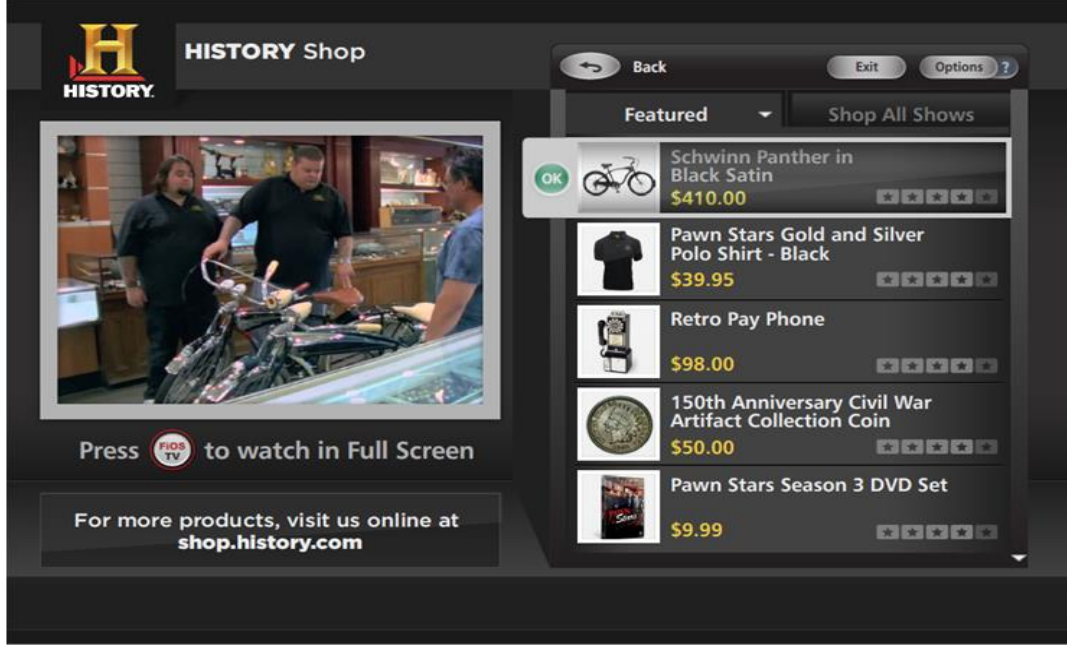 HISTORY Shop
H
HISTORY.
Back
Exit
Options
?
Featured
Shop All Shows
OK
Schwinn Panther in
Black Satin
$410.00
Pawn Stars Gold and Silver
Polo Shirt - Black
$39.95
Retro Pay Phone
$98.00
150th Anniversary Civil War
Artifact Collection Coin
$50.00
Pawn Stars Season 3 DVD Set
$9.99
Press FiOS TV to watch in Full Screen
For more products, visit us online at
shop.history.com